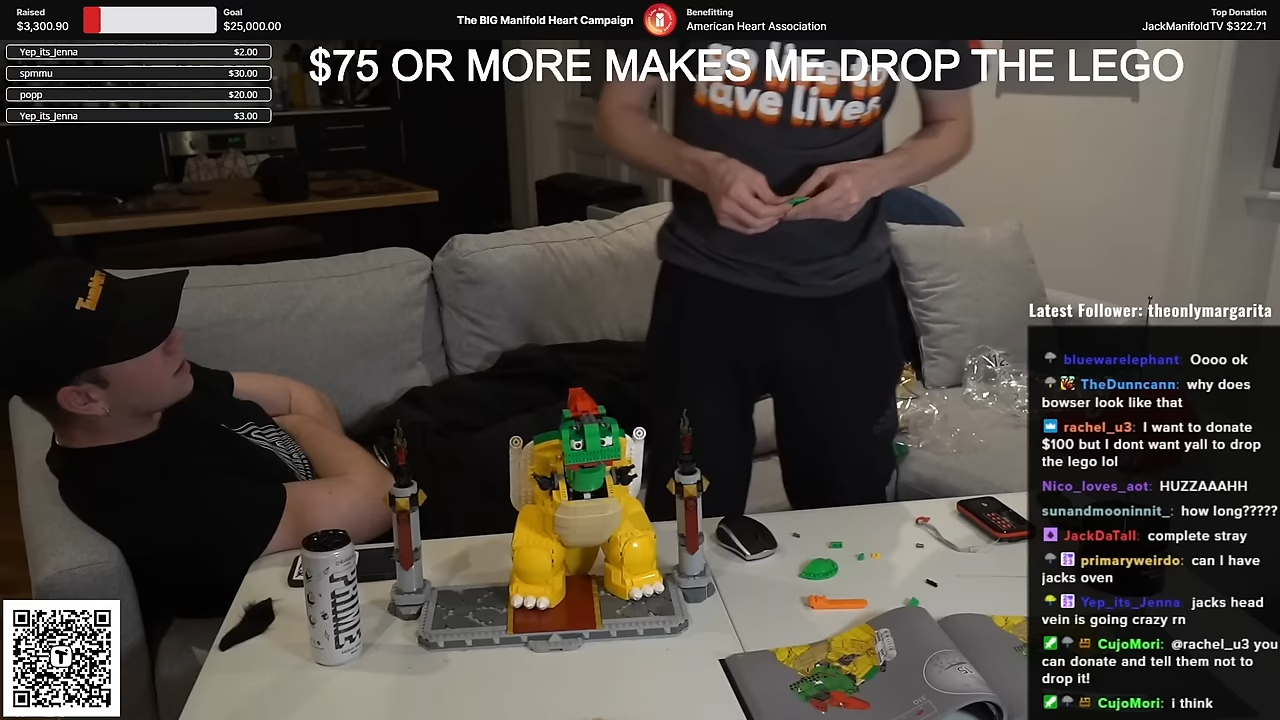 Raised
$3,300.90
Goal
$25,000.00
The BIG Manifold Heart Campaign
Benefitting
American Heart Association
Top Donation
JackManifoldTV $322.71
Yep_its_Jenna $2.00
spmmu $30.00
popp $20.00
Yep_its_Jenna $3.00
$75 OR MORE MAKES ME DROP THE LEGO
save lives
Latest Follower: theonlymargarita
bluewarelephant: Oooo ok
TheDunncann: why does
bowser look like that
rachel_u3: I want to donate
$100 but I dont want yall to drop
the lego lol
Nico_loves_aot: HUZZAAAHH
sunandmooninnit_: how long?????
JackDaTall: complete stray
primaryweirdo: can I have
jacks oven
Yep_its_Jenna: jacks head
vein is going crazy rn
CujoMori: @rachel_u3 you
can donate and tell them not to
drop it!
CujoMori: i think
PRIME